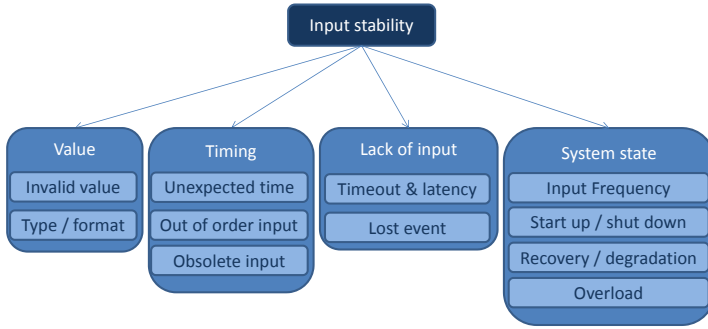 Input stability
Value
Invalid value
Type / format
Timing
Unexpected time
Out of order input
Obsolete input
Lack of input
Timeout & latency
Lost event
System state
Input Frequency
Start up / shut down
Recovery / degradation
Overload